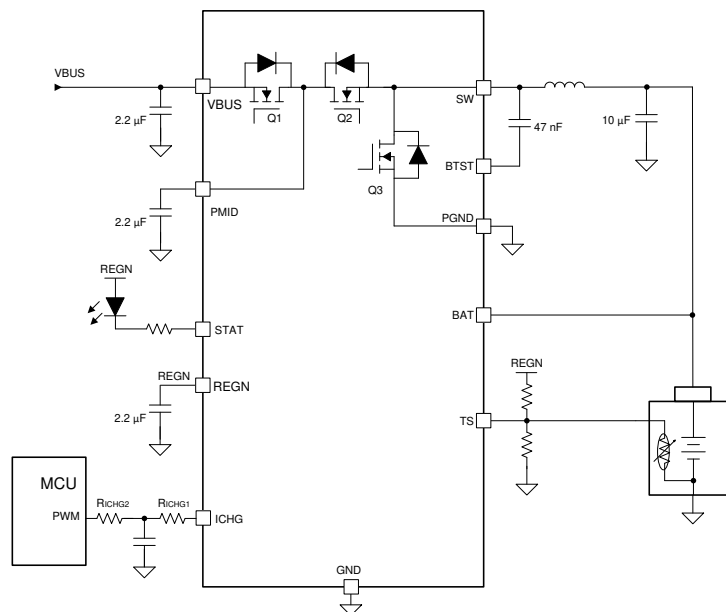 VBUS
VBUS
Q1
Q2
SW
2.2 µF
47 nF
10 µF
BTST
Q3
PMID
2.2 µF
PGND
REGN
STAT
BAT
REGN
REGN
REGN
2.2 µF
TS
MCU
PWM
RICHG2
RICHG1
ICHG
GND